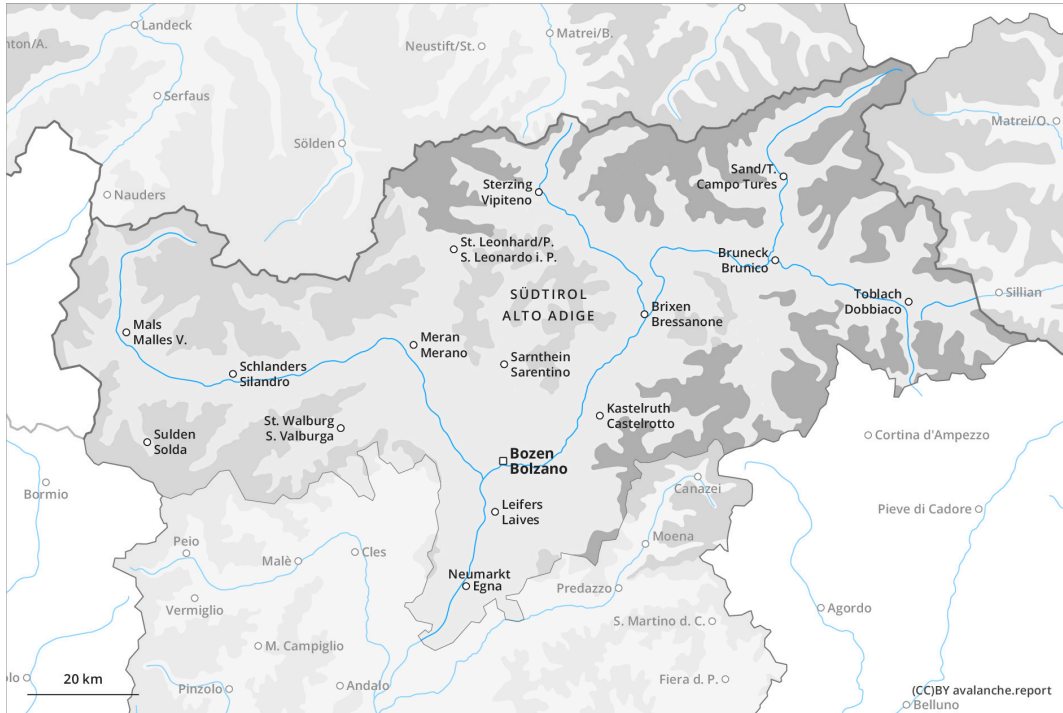 Landeck
Matrei/B.
nton/A.
Neustift/St.
Serfaus
Matrei/O.
Sölden
Sand/T.
Campo Tures
Sterzing
Vipiteno
Nauders
St. Leonhard/P.
S. Leonardo i. P.
Bruneck
Brunico
SÜDTIROL
ALTO ADIGE
Toblach
Dobbiaco
Sillian
Brixen
Bressanone
Mals
Malles V.
Meran
Merano
Sarnthein
Sarentino
Schlanders
Silandro
Kastelruth
Castelrotto
St. Walburg
S. Valburga
Sulden
Solda
Cortina d'Ampezzo
Bozen
Bolzano
Bormio
Canazei
Leifers
Laives
Pieve di Cadore
Moena
Peio
Cles
Malè
Neumarkt
Egna
Predazzo
Vermiglio
Agordo
S. Martino d. C.
M. Campiglio
olo
20 km
Pinzolo
Andalo
Fiera d. P.
(CC)BY avalanche.report
Belluno